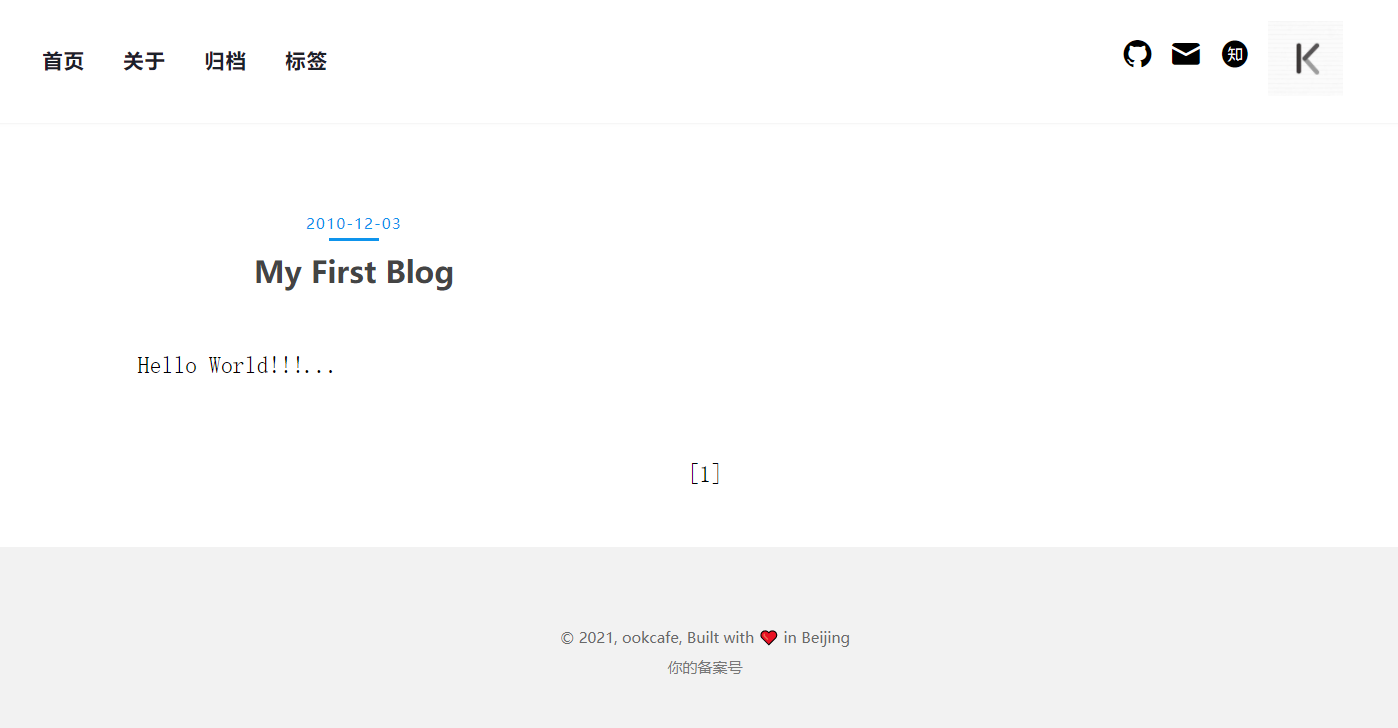 首页 关于 归档 标签 知 K
2010-12-03
My First Blog
Hello World!!!...
[1]
© 2021, ookcafe, Built with ❤ in Beijing
你的备案号